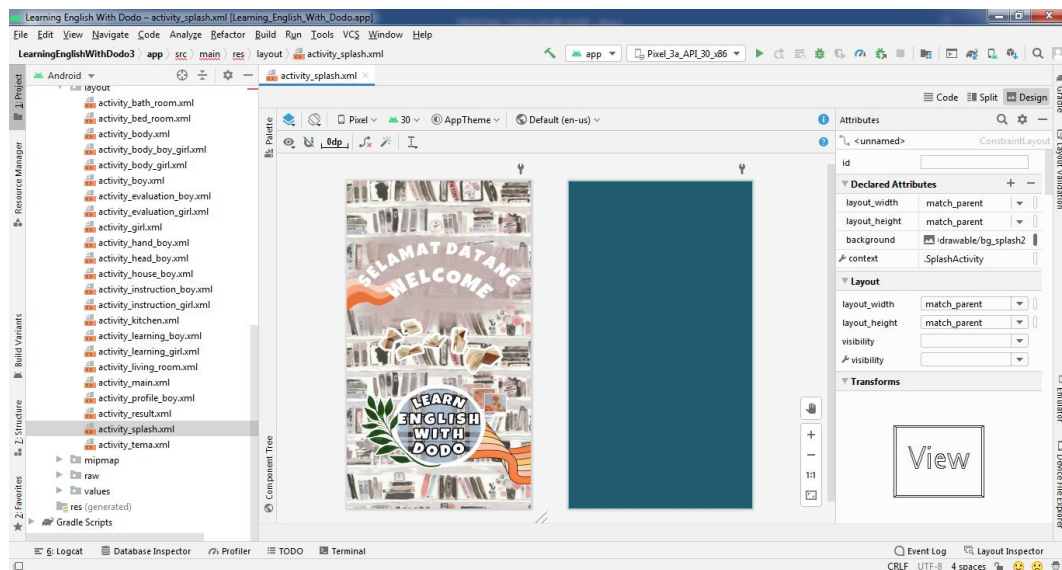 Learning English With Dodo – activity_splash.xml [Learning_English_With_Dodo.app]
File Edit View Navigate Code Analyze Refactor Build Run Tools VCS Window Help
LearningEnglishWithDodo3 app src main res layout activity_splash.xml
app Pixel_3a_API_30_x86
1: Project
Resource Manager
Build Variants
7: Structure
2: Favorites
Android
layout
activity_bath_room.xml
activity_bed_room.xml
activity_body.xml
activity_body_boy_girl.xml
activity_body_girl.xml
activity_boy.xml
activity_evaluation_boy.xml
activity_evaluation_girl.xml
activity_girl.xml
activity_hand_boy.xml
activity_head_boy.xml
activity_house_boy.xml
activity_instruction_boy.xml
activity_instruction_girl.xml
activity_kitchen.xml
activity_learning_boy.xml
activity_learning_girl.xml
activity_living_room.xml
activity_main.xml
activity_profile_boy.xml
activity_result.xml
activity_splash.xml
activity_tema.xml
mipmap
raw
values
res (generated)
Gradle Scripts
activity_splash.xml
Code Split Design
Palette
Component Tree
Pixel 30 AppTheme Default (en-us)
0dp
SELAMAT DATANG
WELCOME
LEARN
ENGLISH
WITH
DODO
1:1
Attributes
<unnamed> ConstraintLayout
id
Declared Attributes
layout_width match_parent
layout_height match_parent
background drawable/bg_splash2
context .SplashActivity
Layout
layout_width match_parent
layout_height match_parent
visibility
visibility
Transforms
View
Gradle
Layout Validation
Emulator
Device File Explorer
6: Logcat Database Inspector Profiler TODO Terminal
Event Log Layout Inspector
CRLF UTF-8 4 spaces